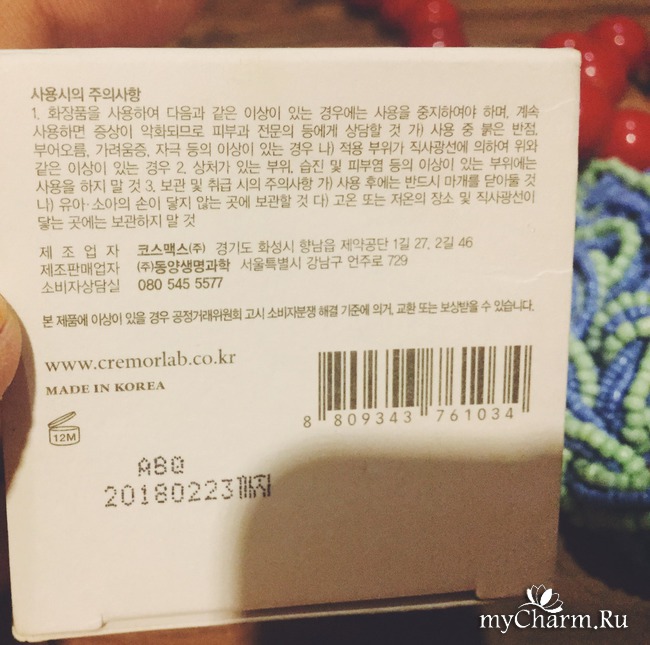 사용시의 주의사항
1. 화장품을 사용하여 다음과 같은 이상이 있는 경우에는 사용을 중지하여야 하며, 계속
사용하면 증상이 악화되므로 피부과 전문의 등에게 상담할 것 가) 사용 중 붉은 반점,
부어오름, 가려움증, 자극 등의 이상이 있는 경우 나) 적용 부위가 직사광선에 의하여 위와
같은 이상이 있는 경우 2. 상처가 있는 부위, 습진 및 피부염 등의 이상이 있는 부위에는
사용을 하지 말 것 3. 보관 및 취급 시의 주의사항 가) 사용 후에는 반드시 마개를 닫아둘 것
나) 유아·소아의 손이 닿지 않는 곳에 보관할 것 다) 고온 또는 저온의 장소 및 직사광선이
닿는 곳에는 보관하지 말 것
제 조 업 자 코스맥스(주) 경기도 화성시 향남읍 제약공단 1길 27, 2길 46
제조판매업자 (주)동양생명과학 서울특별시 강남구 언주로 729
소비자상담실 080 545 5577
본 제품에 이상이 있을 경우 공정거래위원회 고시 소비자분쟁 해결 기준에 의거, 교환 또는 보상받을 수 있습니다.
www.cremorlab.co.kr
MADE IN KOREA
8 809343 761034
12M
ABQ
20180223까지
myCharm.Ru